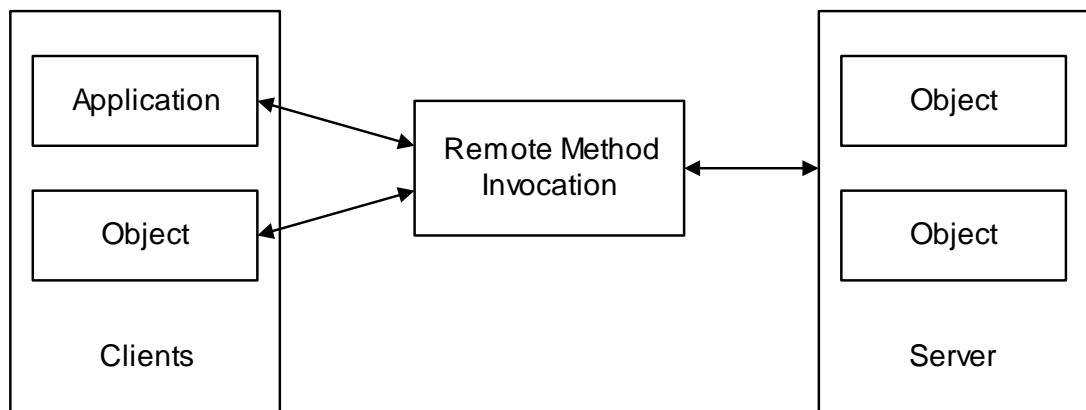 Application
Object
Clients
Remote Method
Invocation
Object
Object
Server